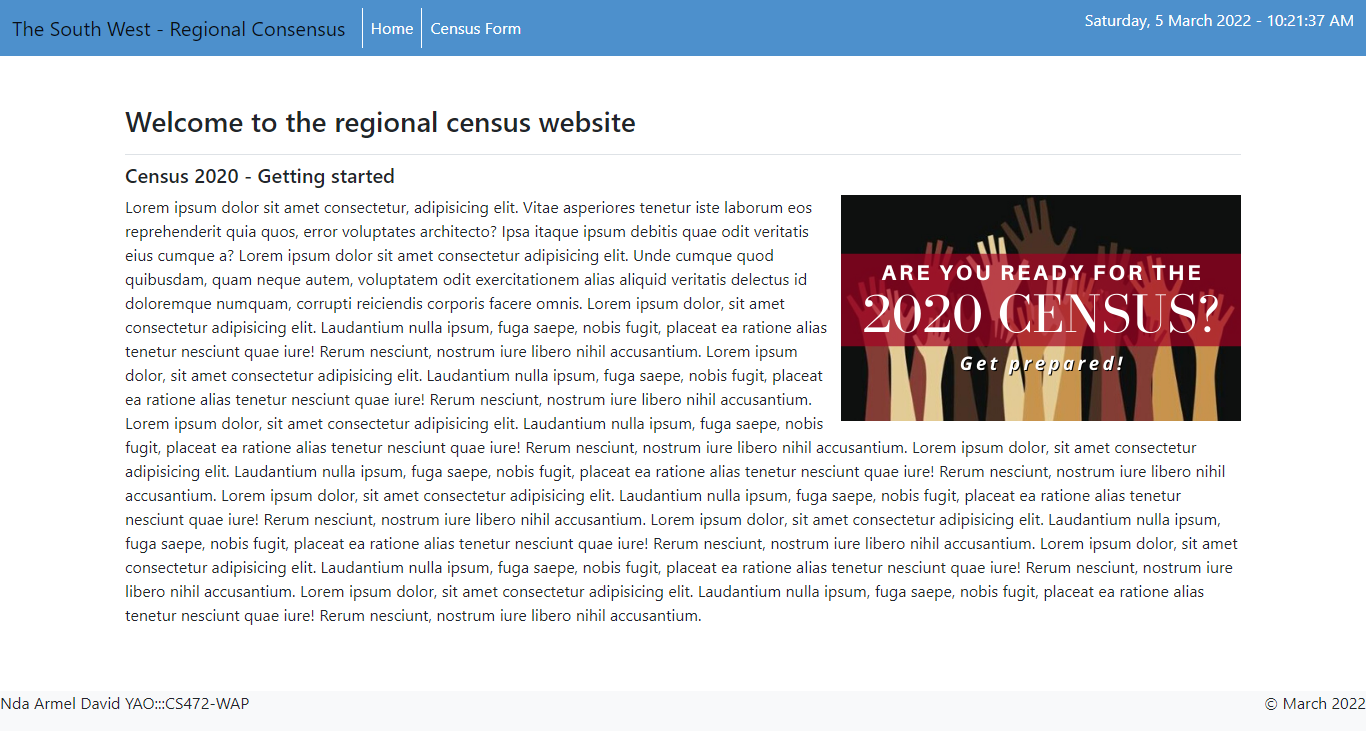 The South West - Regional Consensus
Home
Census Form
Saturday, 5 March 2022 - 10:21:37 AM
Welcome to the regional census website
Census 2020 - Getting started
Lorem ipsum dolor sit amet consectetur, adipisicing elit. Vitae asperiores tenetur iste laborum eos
reprehenderit quia quos, error voluptates architecto? Ipsa itaque ipsum debitis quae odit veritatis
eius cumque a? Lorem ipsum dolor sit amet consectetur adipisicing elit. Unde cumque quod
quibusdam, quam neque autem, voluptatem odit exercitationem alias aliquid veritatis delectus id
doloremque numquam, corrupti reiciendis corporis facere omnis. Lorem ipsum dolor, sit amet
consectetur adipisicing elit. Laudantium nulla ipsum, fuga saepe, nobis fugit, placeat ea ratione alias
tenetur nesciunt quae iure! Rerum nesciunt, nostrum iure libero nihil accusantium. Lorem ipsum
dolor, sit amet consectetur adipisicing elit. Laudantium nulla ipsum, fuga saepe, nobis fugit, placeat
ea ratione alias tenetur nesciunt quae iure! Rerum nesciunt, nostrum iure libero nihil accusantium.
Lorem ipsum dolor, sit amet consectetur adipisicing elit. Laudantium nulla ipsum, fuga saepe, nobis
fugit, placeat ea ratione alias tenetur nesciunt quae iure! Rerum nesciunt, nostrum iure libero nihil accusantium. Lorem ipsum dolor, sit amet consectetur
adipisicing elit. Laudantium nulla ipsum, fuga saepe, nobis fugit, placeat ea ratione alias tenetur nesciunt quae iure! Rerum nesciunt, nostrum iure libero nihil
accusantium. Lorem ipsum dolor, sit amet consectetur adipisicing elit. Laudantium nulla ipsum, fuga saepe, nobis fugit, placeat ea ratione alias tenetur
nesciunt quae iure! Rerum nesciunt, nostrum iure libero nihil accusantium. Lorem ipsum dolor, sit amet consectetur adipisicing elit. Laudantium nulla ipsum,
fuga saepe, nobis fugit, placeat ea ratione alias tenetur nesciunt quae iure! Rerum nesciunt, nostrum iure libero nihil accusantium. Lorem ipsum dolor, sit amet
consectetur adipisicing elit. Laudantium nulla ipsum, fuga saepe, nobis fugit, placeat ea ratione alias tenetur nesciunt quae iure! Rerum nesciunt, nostrum iure
libero nihil accusantium. Lorem ipsum dolor, sit amet consectetur adipisicing elit. Laudantium nulla ipsum, fuga saepe, nobis fugit, placeat ea ratione alias
tenetur nesciunt quae iure! Rerum nesciunt, nostrum iure libero nihil accusantium.
ARE YOU READY FOR THE
2020 CENSUS?
Get prepared!
Nda Armel David YAO:::CS472-WAP
© March 2022